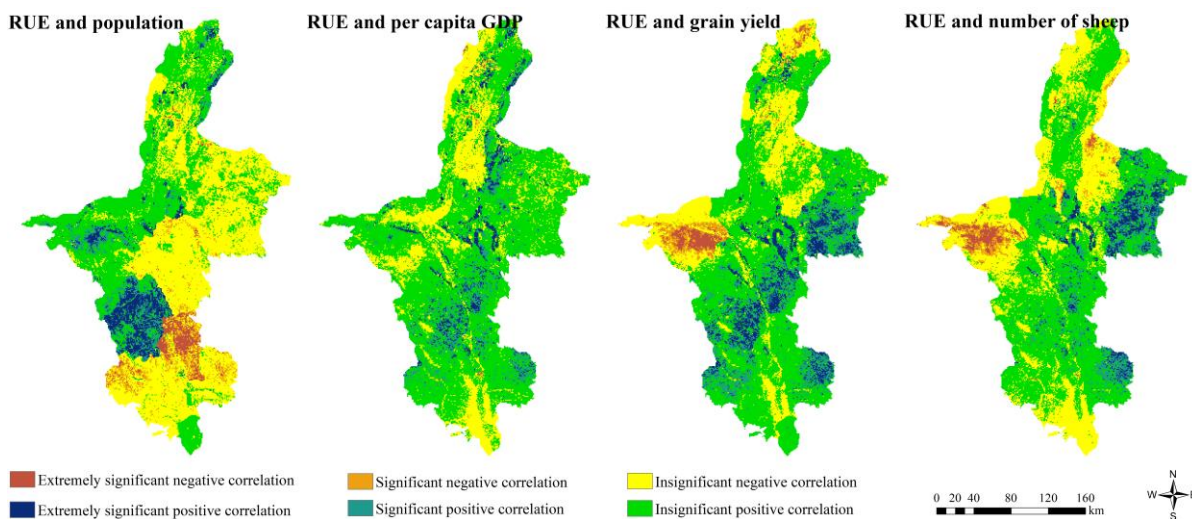 RUE and population
RUE and per capita GDP
RUE and grain yield
RUE and number of sheep
Extremely significant negative correlation
Significant negative correlation
Insignificant negative correlation
Extremely significant positive correlation
Significant positive correlation
Insignificant positive correlation
0 20 40 80 120 160
km
N
W E
S